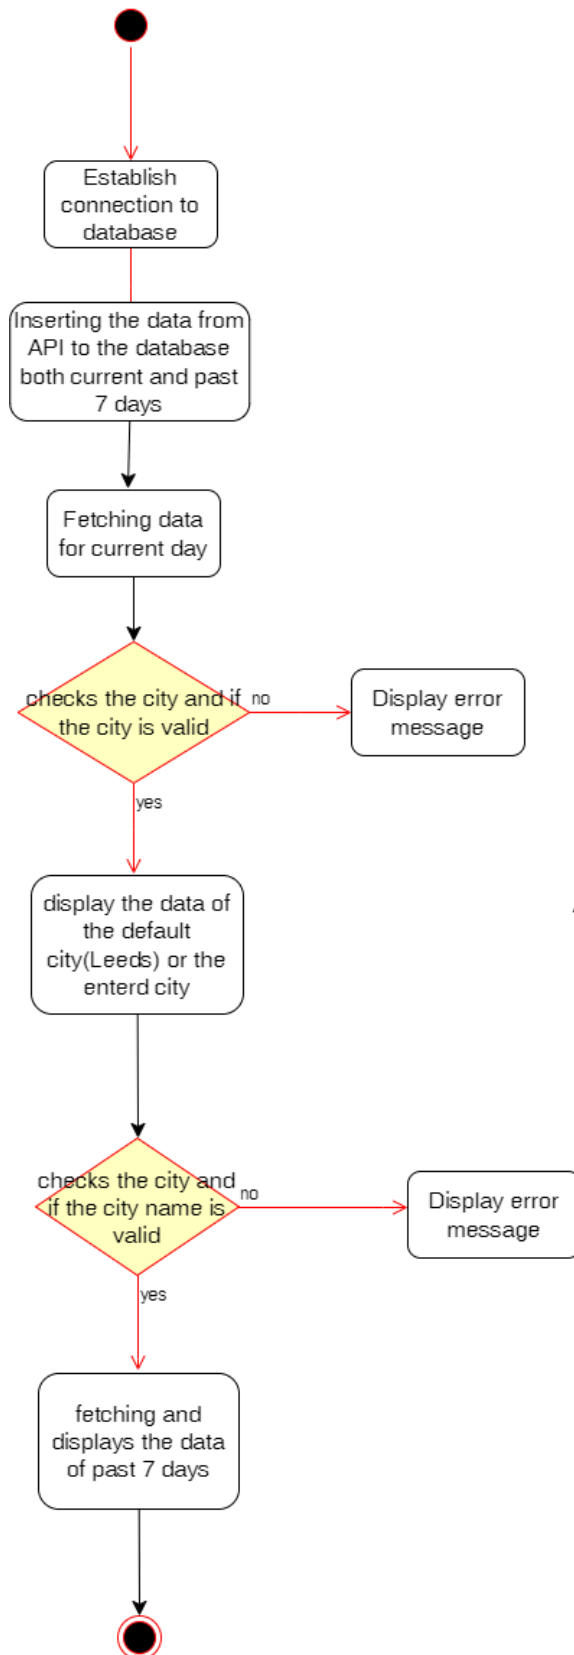 Establish
connection to
database
Inserting the data from
API to the database
both current and past
7 days
Fetching data
for current day
checks the city and if
the city is valid
no
Display error
message
yes
display the data of
the default
city(Leeds) or the
enterd city
checks the city and
if the city name is
valid
no
Display error
message
yes
fetching and
displays the data
of past 7 days